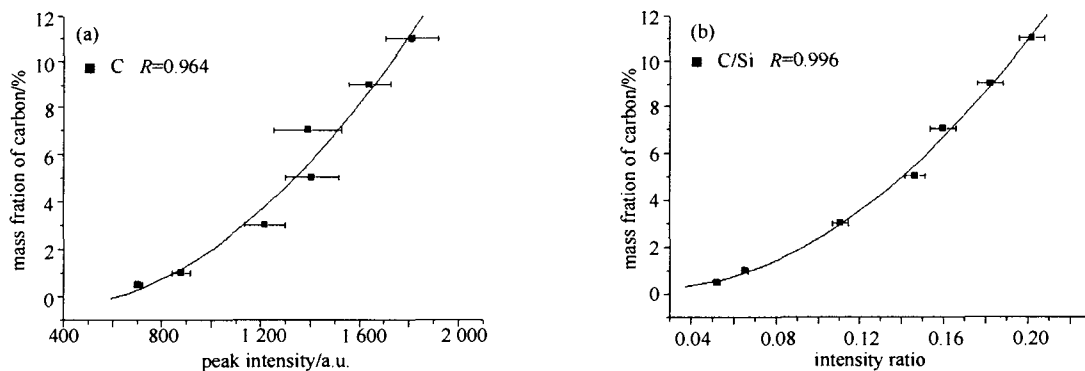 (a)
C R=0.964
mass fration of carbon/%
12
10
8
6
4
2
0
400 800 1 200 1 600 2 000
peak intensity/a.u.
(b)
C/Si R=0.996
mass fration of carbon/%
12
10
8
6
4
2
0
0.04 0.08 0.12 0.16 0.20
intensity ratio